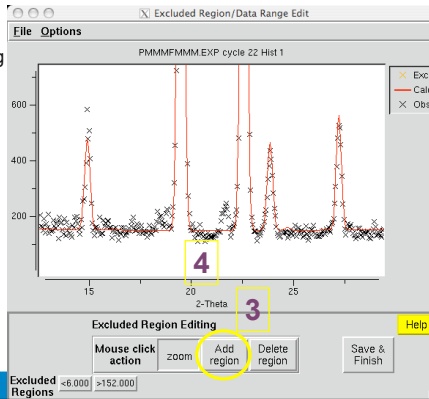 Excluded Region/Data Range Edit
File Options
g
PMMMFMMM.EXP cycle 22 Hist 1
Exc
Calc
Obs
600
400
200
15
20
25
2-Theta
4
3
Excluded Region Editing
Help
Mouse click action
zoom
Add region
Delete region
Save & Finish
Excluded Regions
<6.000
>152.000